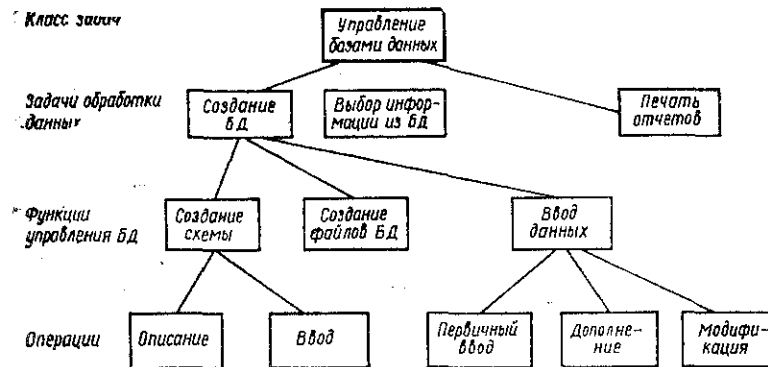 Класс задач
Управление
базами данных
Задачи обработки
данных
Создание
БД
Выбор инфор-
мации из БД
Печать
отчетов
Функции
управления БД
Создание
схемы
Создание
файлов БД
Ввод
данных
Операции
Описание
Ввод
Первичный
ввод
Дополне-
ние
Модифи-
кация